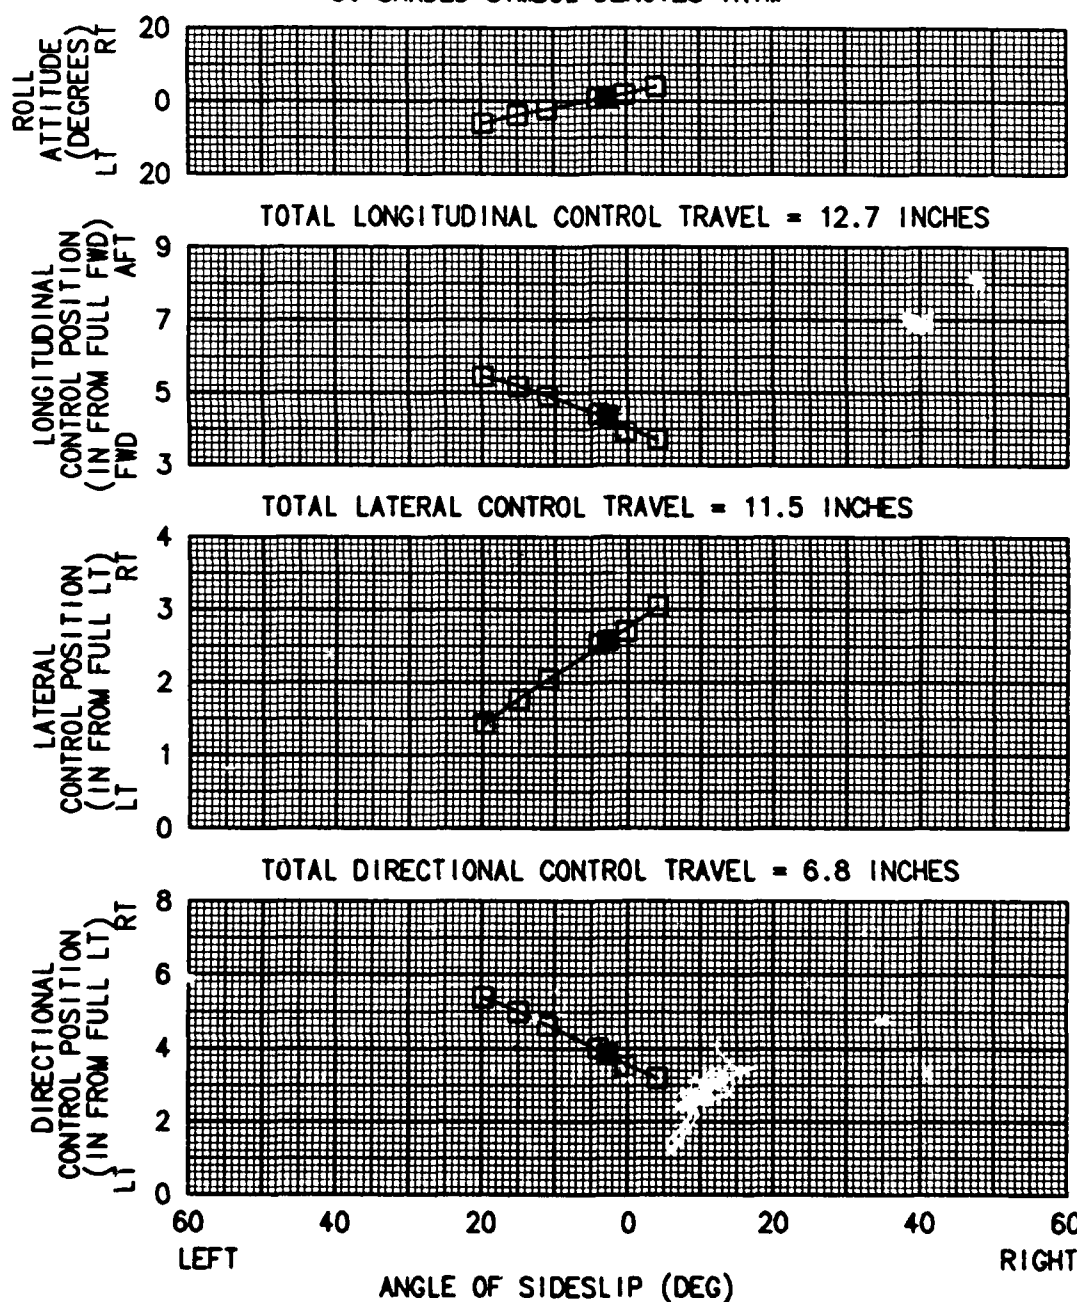 20
0
20
ROLL
ATTITUDE
(DEGREES)
LT RT
TOTAL LONGITUDINAL CONTROL TRAVEL = 12.7 INCHES
9
7
5
3
LONGITUDINAL
CONTROL POSITION
(IN FROM FULL FWD)
FWD AFT
TOTAL LATERAL CONTROL TRAVEL = 11.5 INCHES
4
3
2
1
0
LATERAL
CONTROL POSITION
(IN FROM FULL LT)
LT RT
TOTAL DIRECTIONAL CONTROL TRAVEL = 6.8 INCHES
8
6
4
2
0
DIRECTIONAL
CONTROL POSITION
(IN FROM FULL LT)
LT RT
60 40 20 0 20 40 60
LEFT RIGHT
ANGLE OF SIDESLIP (DEG)